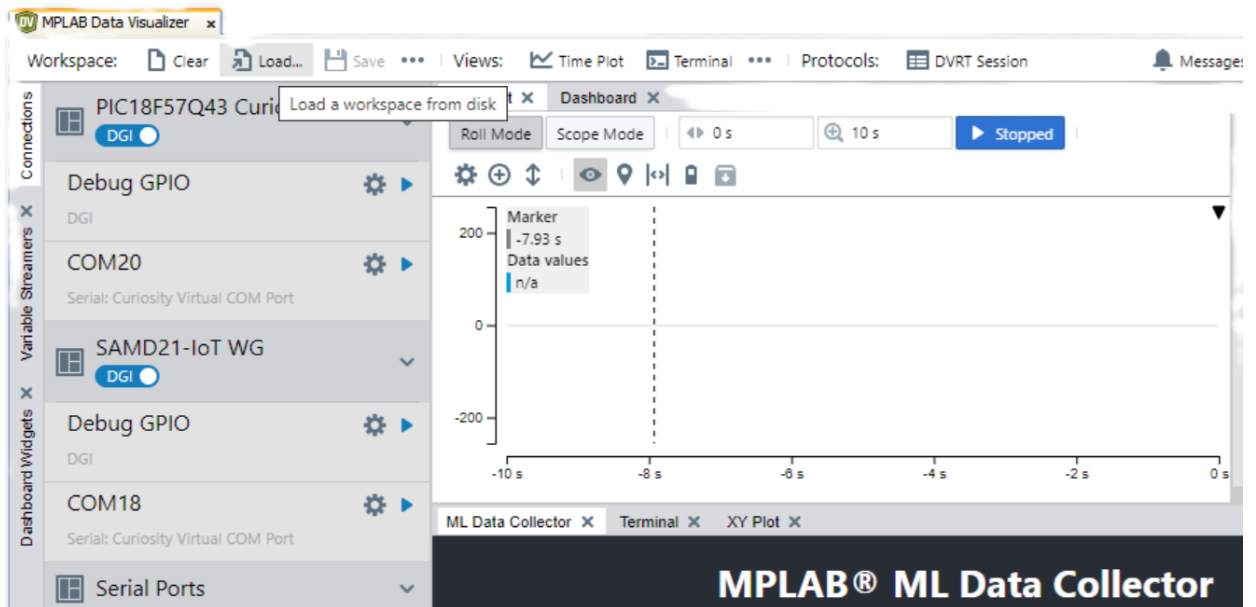 MPLAB Data Visualizer x
Workspace: Clear Load... Save ••• Views: Time Plot Terminal ••• Protocols: DVRT Session Messages
Load a workspace from disk
Connections
Variable Streamers
Dashboard Widgets
PIC18F57Q43
DGI
Debug GPIO
DGI
COM20
Serial: Curiosity Virtual COM Port
SAMD21-IoT WG
DGI
Debug GPIO
DGI
COM18
Serial: Curiosity Virtual COM Port
Serial Ports
Dashboard
Roll Mode Scope Mode 0 s 10 s Stopped
Marker
-7.93 s
Data values
n/a
200
0
-200
-10 s -8 s -6 s -4 s -2 s 0 s
ML Data Collector Terminal XY Plot
MPLAB® ML Data Collector